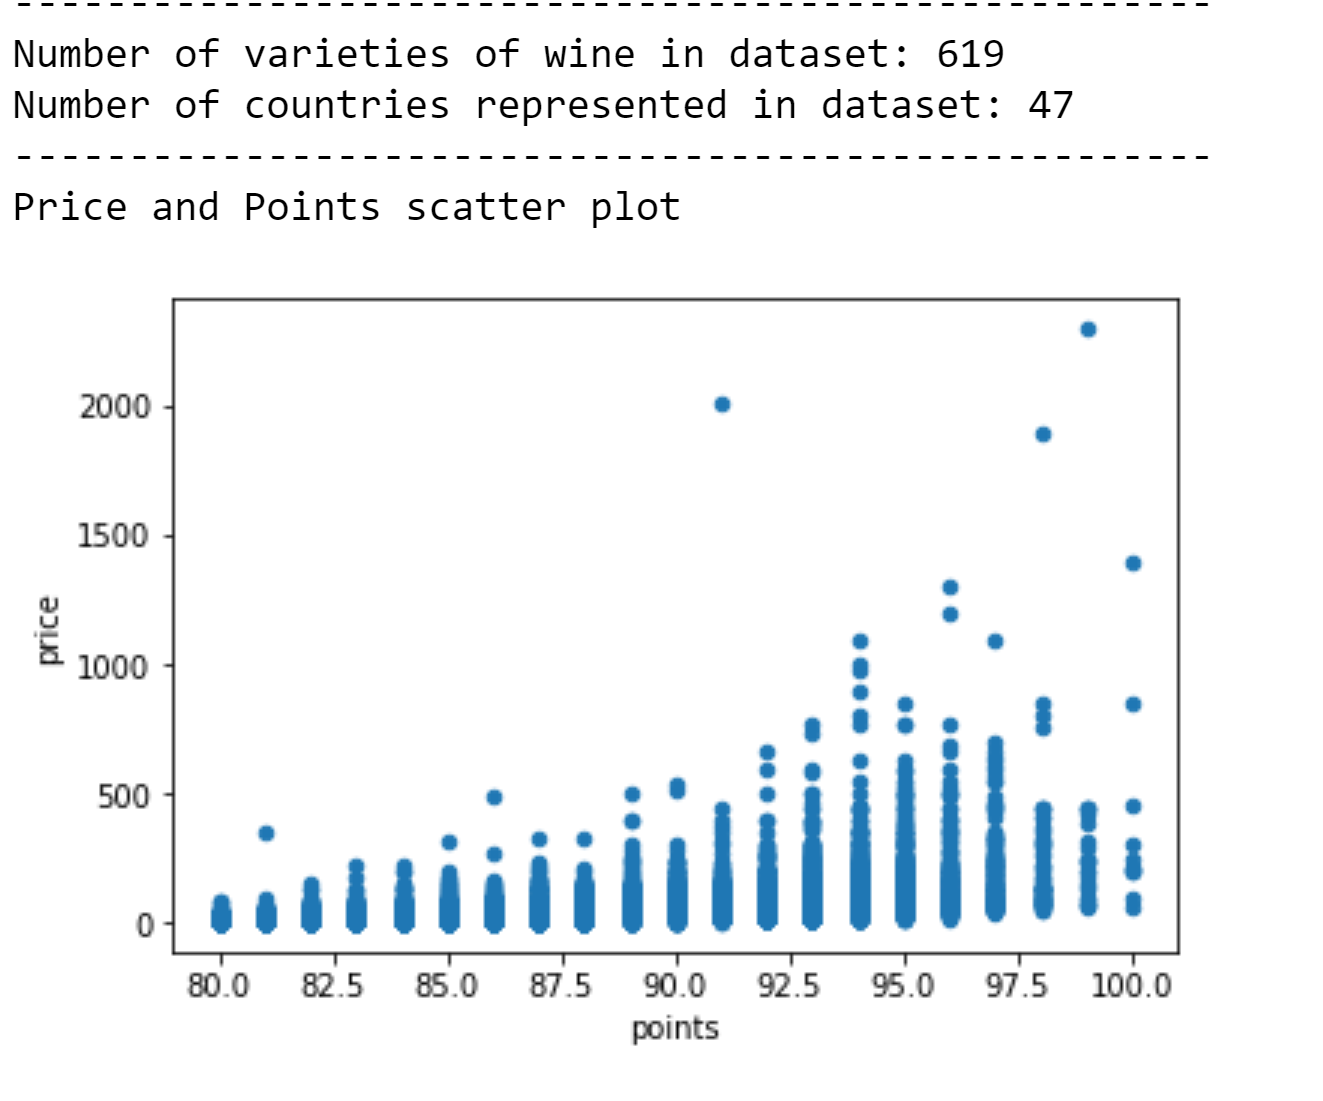 -----------------------------------------------------
Number of varieties of wine in dataset: 619
Number of countries represented in dataset: 47
-----------------------------------------------------
Price and Points scatter plot
2000
1500
1000
500
0
price
80.0 82.5 85.0 87.5 90.0 92.5 95.0 97.5 100.0
points